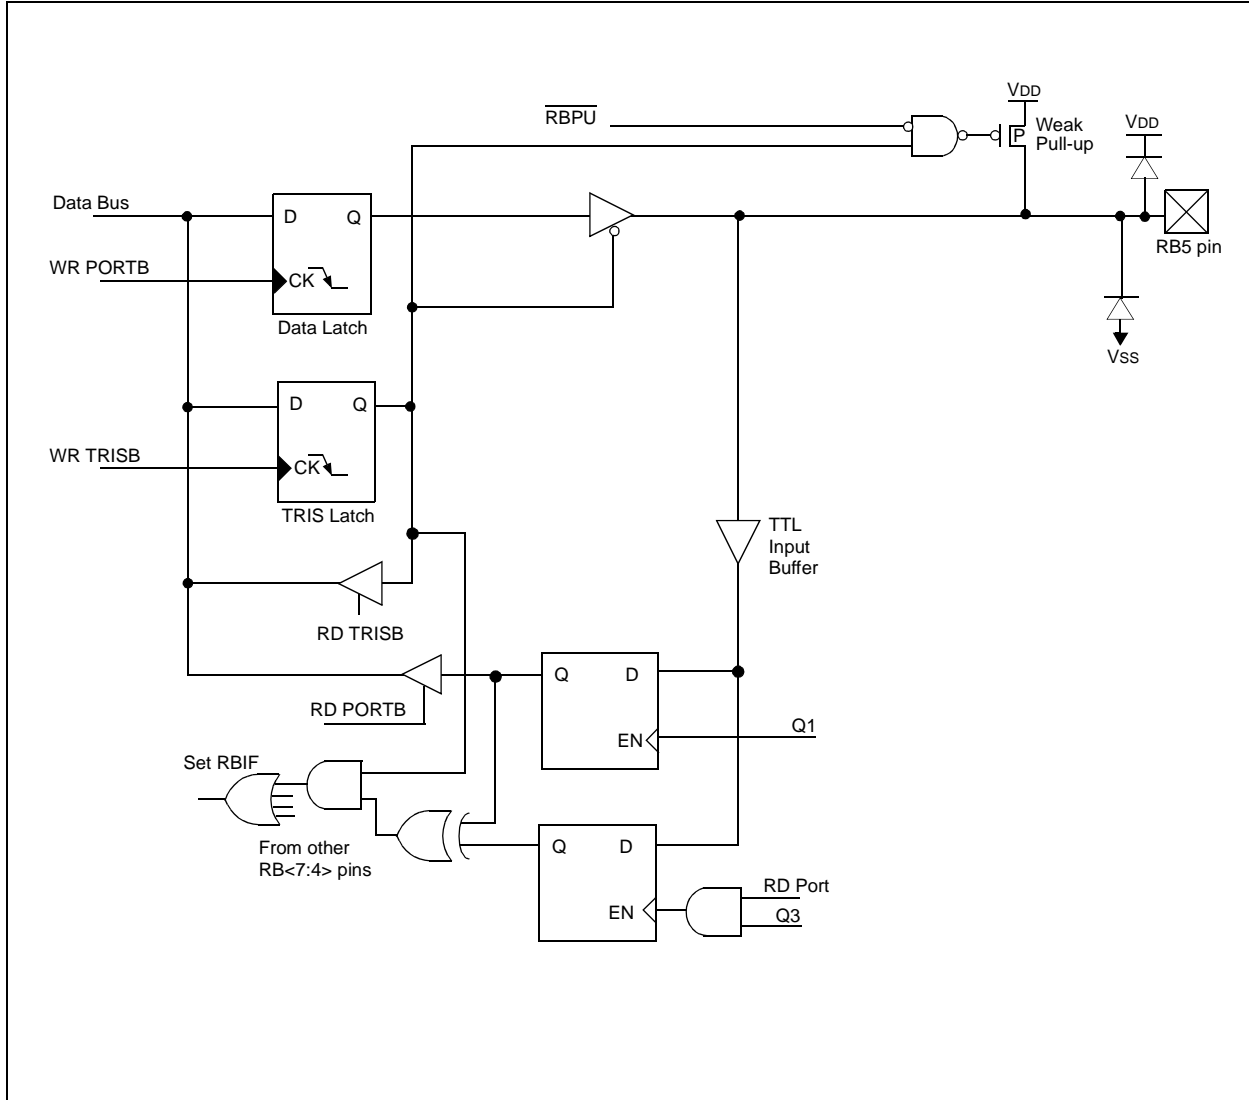 RBPU
VDD
Weak
Pull-up
VDD
Data Bus
D
Q
WR PORTB
CK
Data Latch
RB5 pin
VSS
D
Q
WR TRISB
CK
TRIS Latch
TTL
Input
Buffer
P
RD TRISB
Q
D
RD PORTB
EN
Q1
Set RBIF
From other
RB<7:4> pins
Q
D
RD Port
EN
Q3